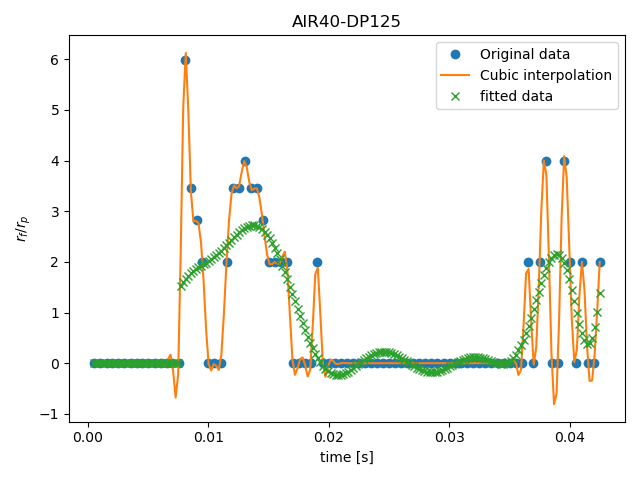 AIR40-DP125
Original data
Cubic interpolation
fitted data
r_f/r_p
6
5
4
3
2
1
0
−1
0.00 0.01 0.02 0.03 0.04
time [s]